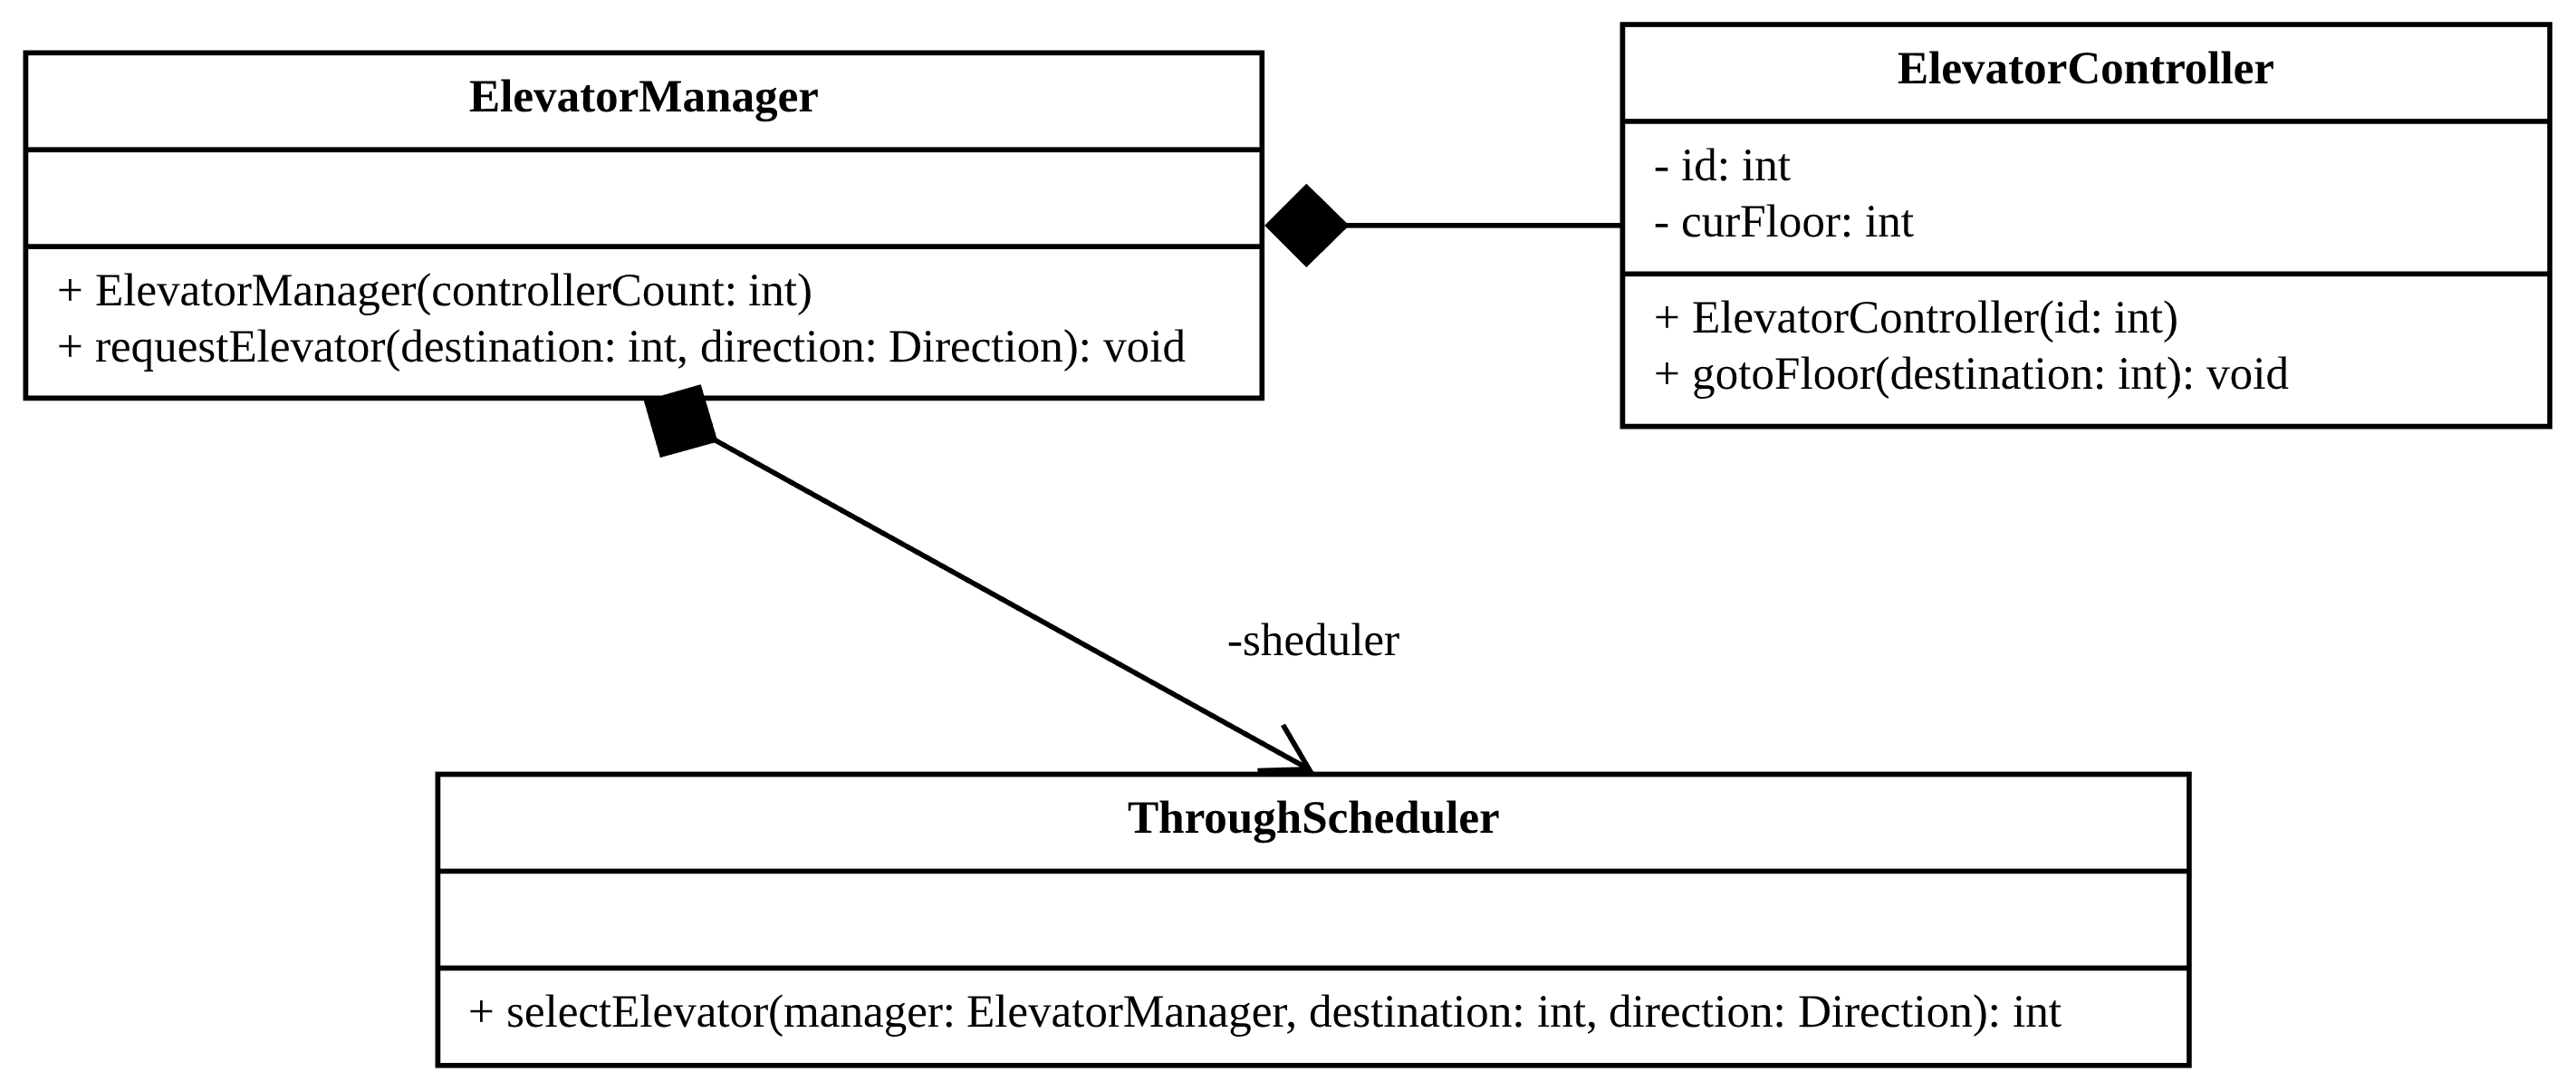 ElevatorManager
+ ElevatorManager(controllerCount: int)
+ requestElevator(destination: int, direction: Direction): void
ElevatorController
- id: int
- curFloor: int
+ ElevatorController(id: int)
+ gotoFloor(destination: int): void
-sheduler
ThroughScheduler
+ selectElevator(manager: ElevatorManager, destination: int, direction: Direction): int